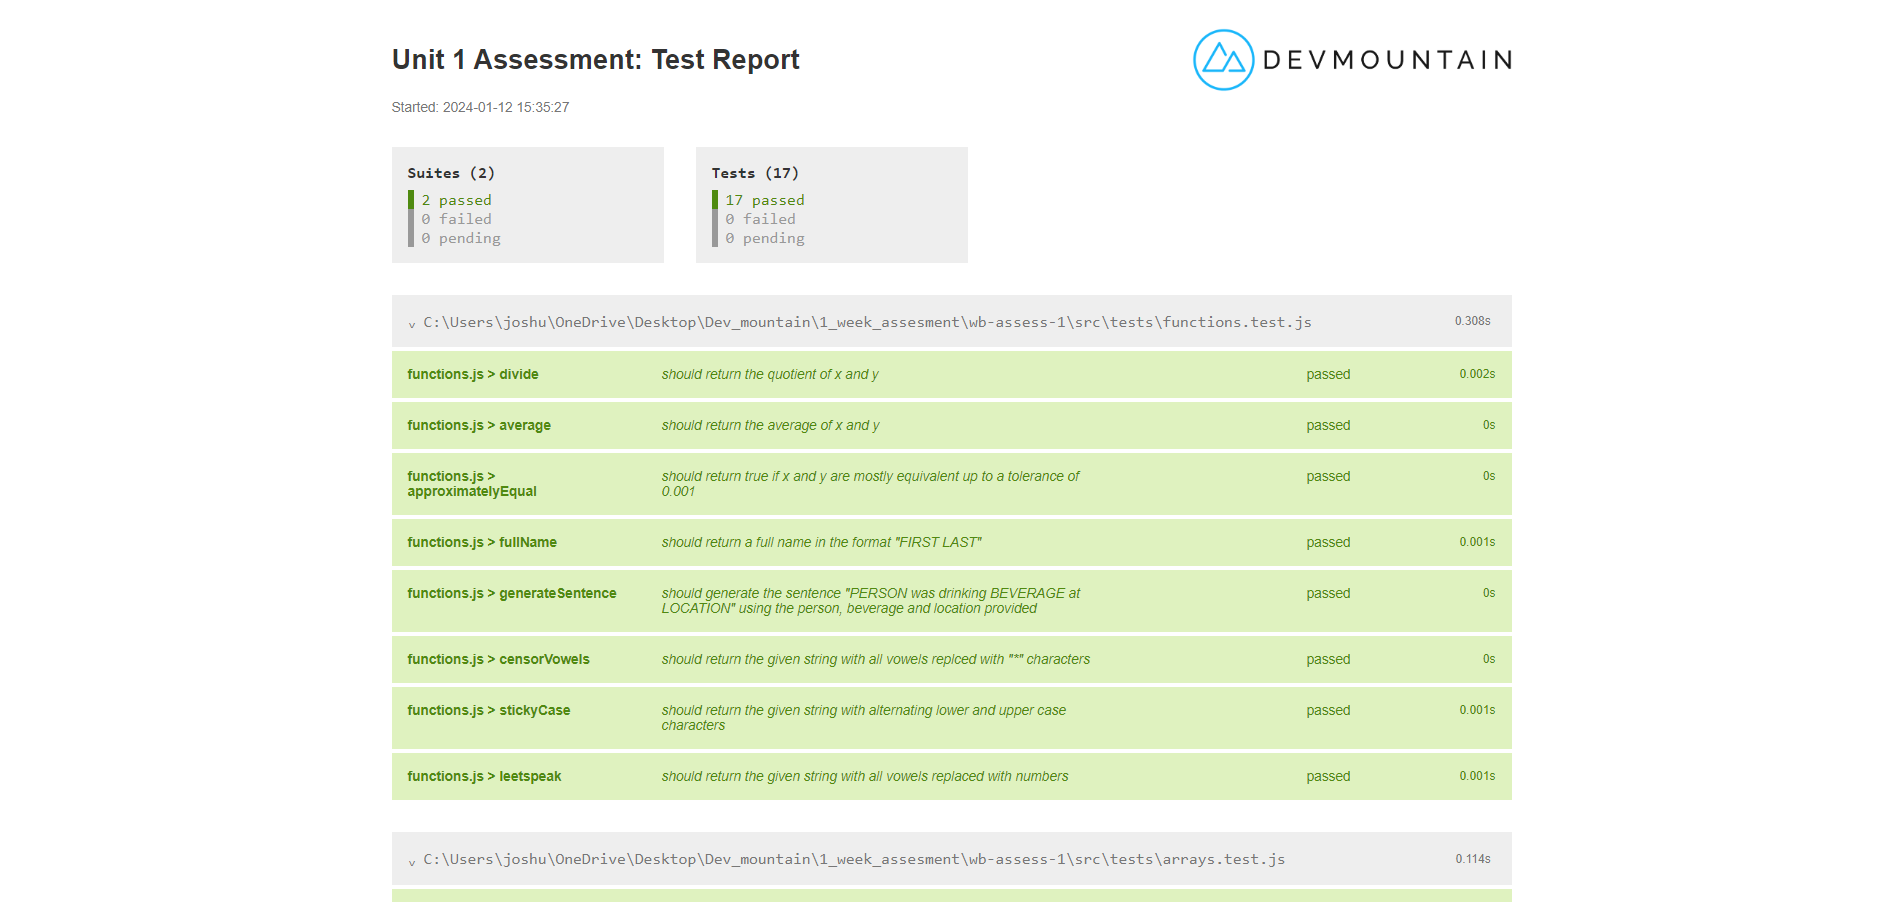 Unit 1 Assessment: Test Report
DEVMOUNTAIN
Started: 2024-01-12 15:35:27
Suites (2)
2 passed
0 failed
0 pending
Tests (17)
17 passed
0 failed
0 pending
C:\Users\joshu\OneDrive\Desktop\Dev_mountain\1_week_assesment\wb-assess-1\src\tests\functions.test.js 0.308s
functions.js > divide should return the quotient of x and y passed 0.002s
functions.js > average should return the average of x and y passed 0s
functions.js > should return true if x and y are mostly equivalent up to a tolerance of passed 0s
approximatelyEqual 0.001
functions.js > fullName should return a full name in the format "FIRST LAST" passed 0.001s
functions.js > generateSentence should generate the sentence "PERSON was drinking BEVERAGE at passed 0s
LOCATION" using the person, beverage and location provided
functions.js > censorVowels should return the given string with all vowels replced with "*" characters passed 0s
functions.js > stickyCase should return the given string with alternating lower and upper case passed 0.001s
characters
functions.js > leetspeak should return the given string with all vowels replaced with numbers passed 0.001s
C:\Users\joshu\OneDrive\Desktop\Dev_mountain\1_week_assesment\wb-assess-1\src\tests\arrays.test.js 0.114s